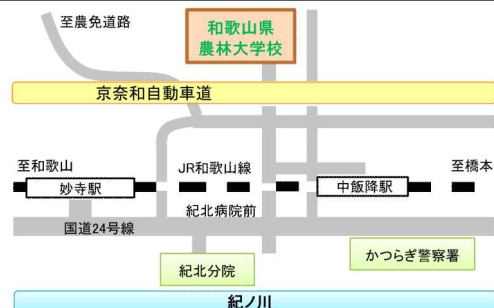 至農免道路
和歌山県
農林大学校
京奈和自動車道
至和歌山
JR和歌山線
至橋本
妙寺駅
中飯降駅
紀北病院前
国道24号線
かつらぎ警察署
紀北分院
紀ノ川